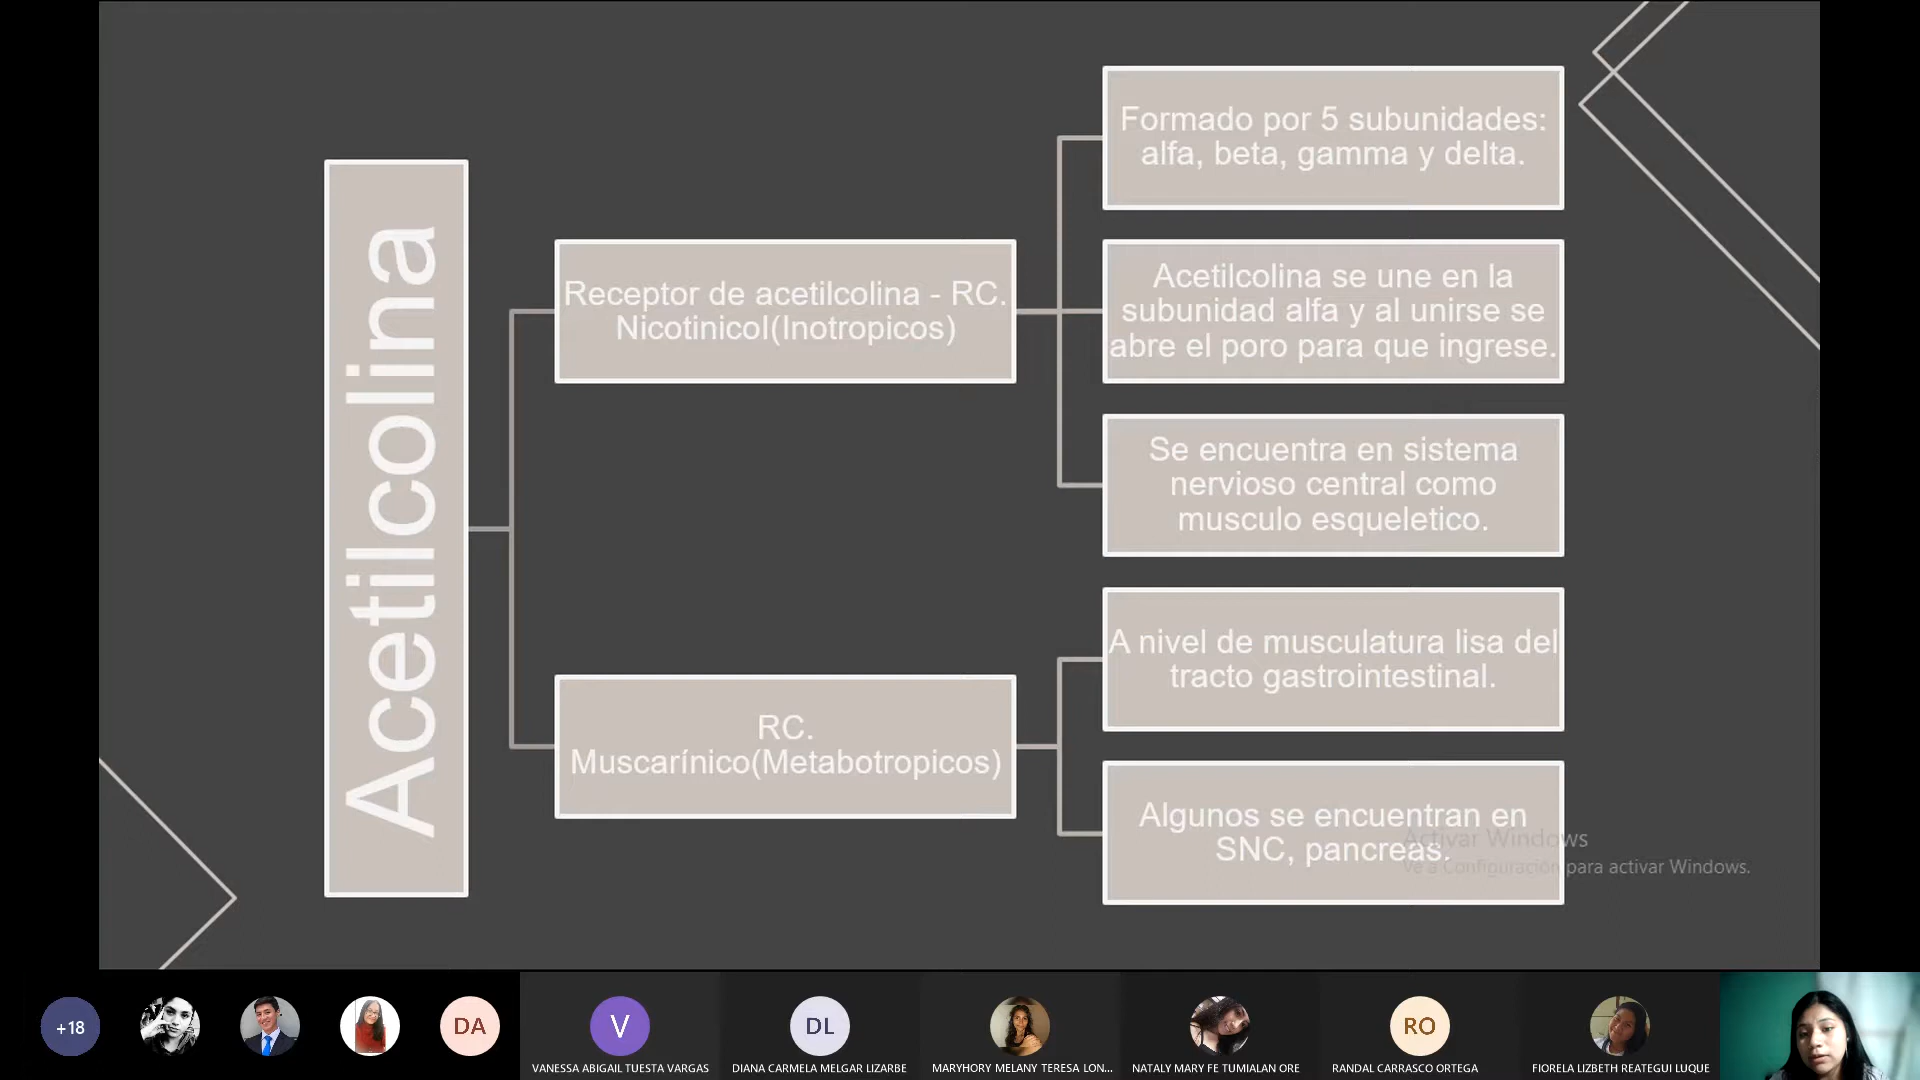 Acetilcolina
Receptor de acetilcolina - RC.
Nicotinicol(Inotropicos)
Formado por 5 subunidades:
alfa, beta, gamma y delta.
Acetilcolina se une en la
subunidad alfa y al unirse se
abre el poro para que ingrese.
Se encuentra en sistema
nervioso central como
musculo esqueletico.
RC.
Muscarínico(Metabotropicos)
A nivel de musculatura lisa del
tracto gastrointestinal.
Algunos se encuentran en
SNC, pancreas.
Activar Windows
Ve a Configuración para activar Windows.
+18
DA
V
VANESSA ABIGAIL TUESTA VARGAS
DL
DIANA CARMELA MELGAR LIZARBE
MARYHORY MELANY TERESA LON...
NATALY MARY FE TUMIALAN ORE
RO
RANDAL CARRASCO ORTEGA
FIORELA LIZBETH REATEGUI LUQUE